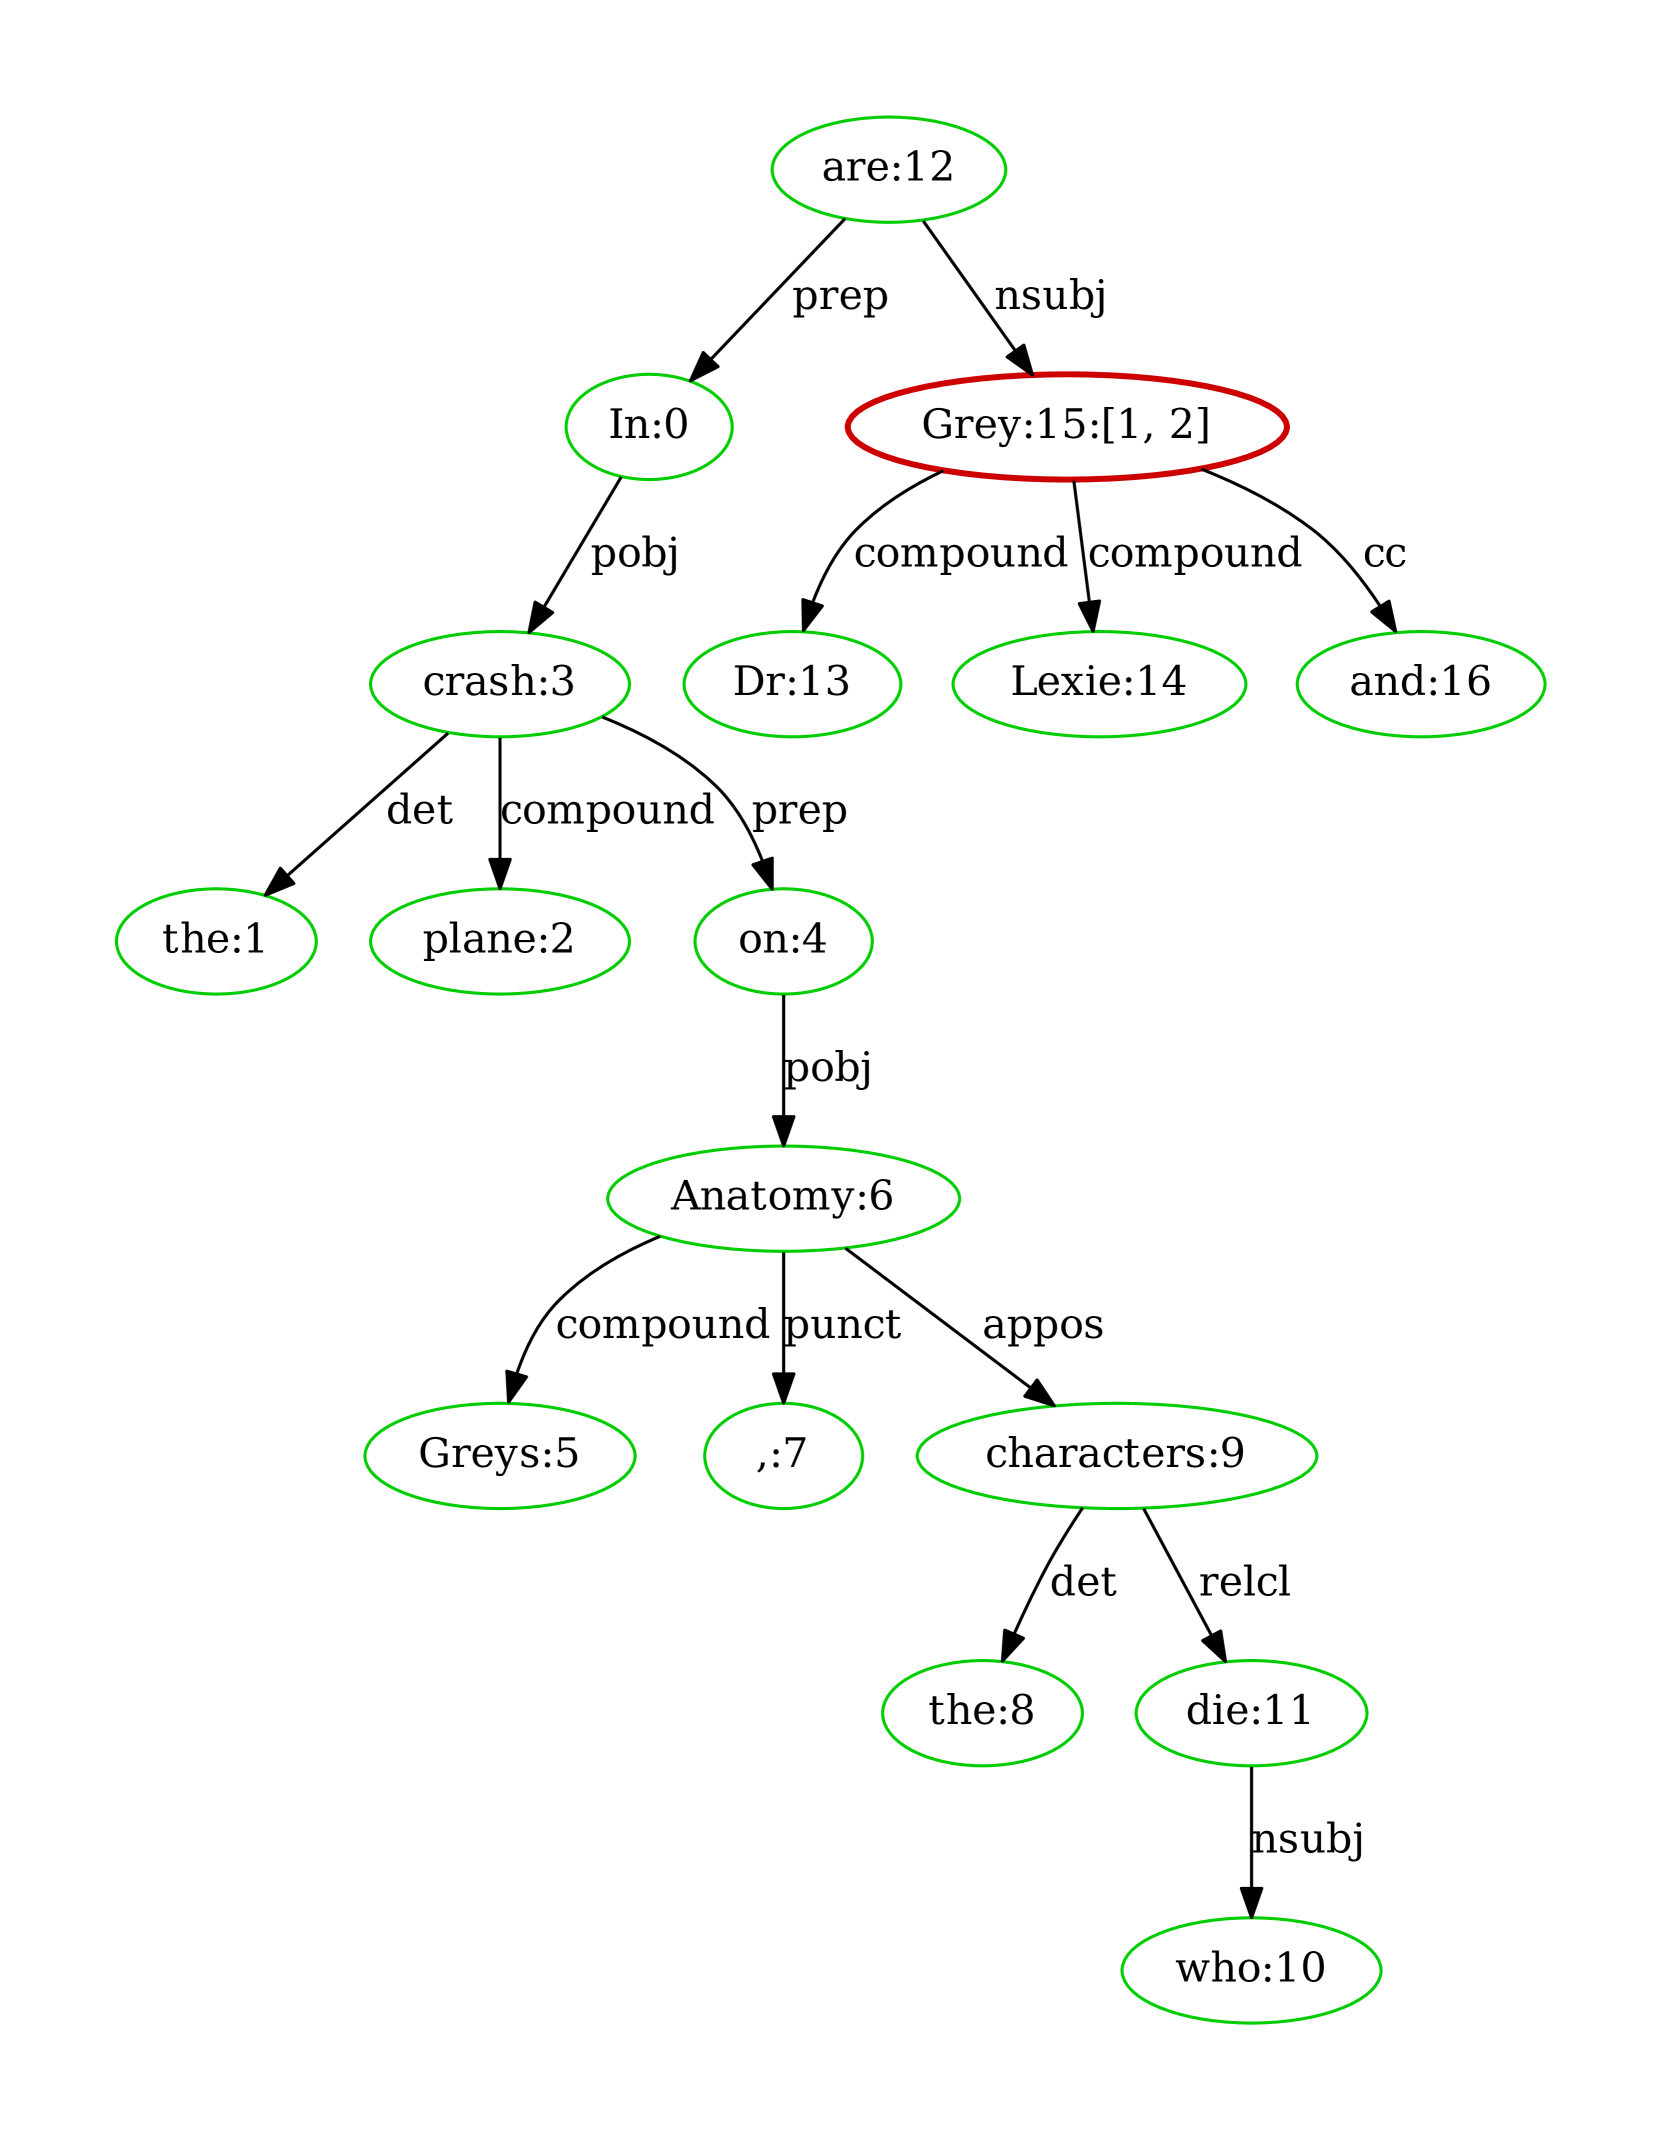 are:12
prep nsubj
In:0 Grey:15:[1, 2]
pobj compound compound cc
crash:3 Dr:13 Lexie:14 and:16
det compound prep
the:1 plane:2 on:4
pobj
Anatomy:6
compound punct appos
Greys:5 ,:7 characters:9
det relcl
the:8 die:11
nsubj
who:10